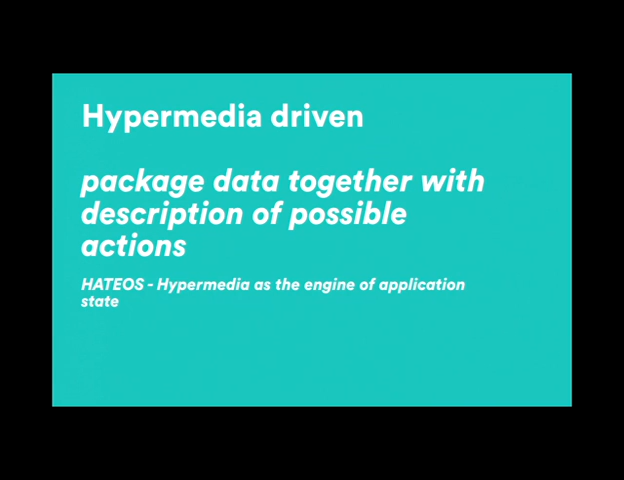 Hypermedia driven
package data together with
description of possible
actions
HATEOS - Hypermedia as the engine of application
state